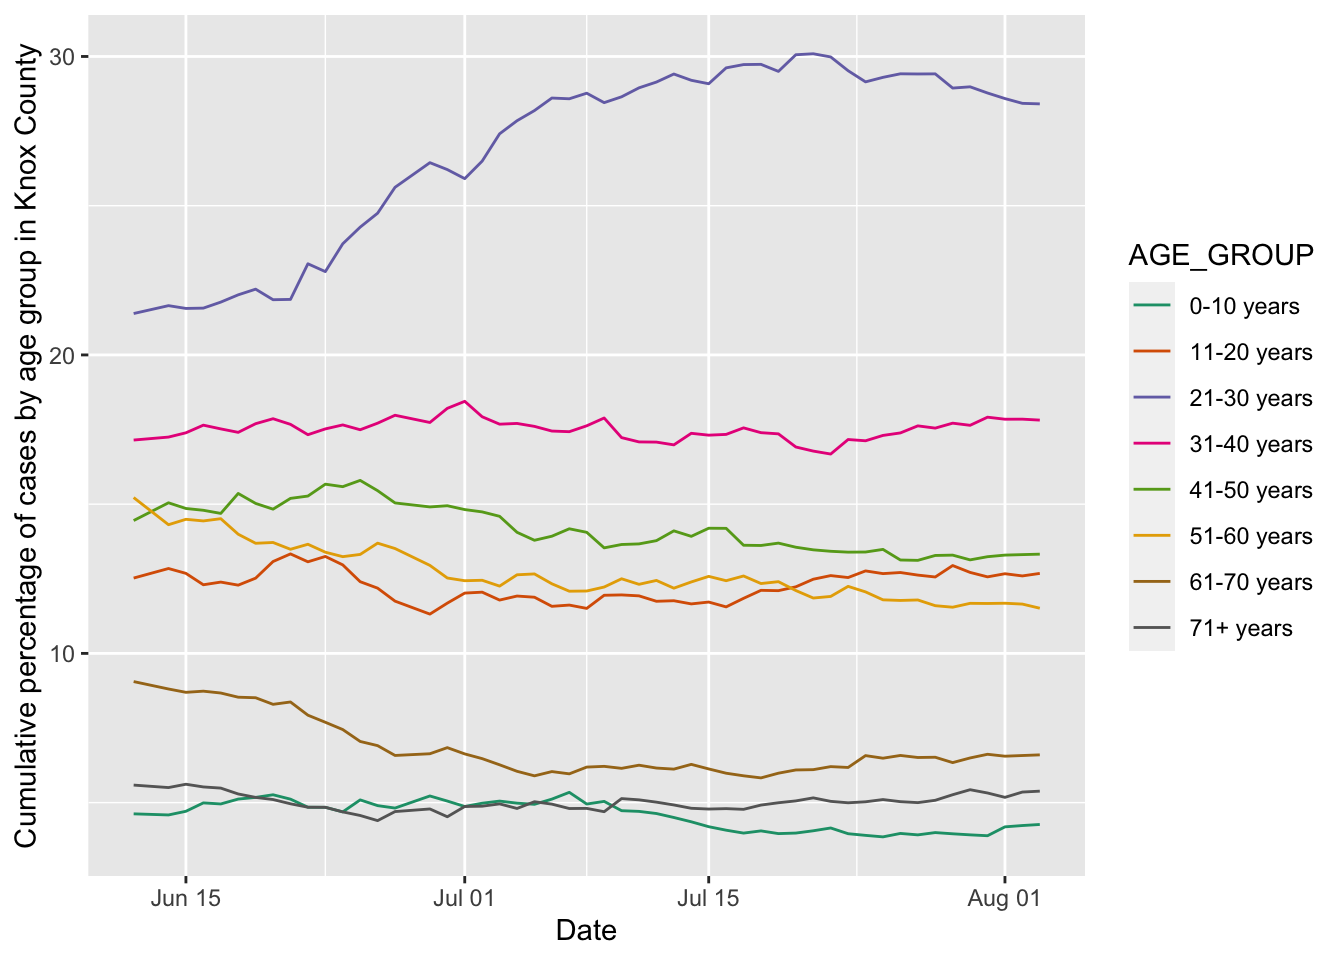 Cumulative percentage of cases by age group in Knox County
30
20
10
Jun 15
Jul 01
Jul 15
Aug 01
Date
AGE_GROUP
0-10 years
11-20 years
21-30 years
31-40 years
41-50 years
51-60 years
61-70 years
71+ years